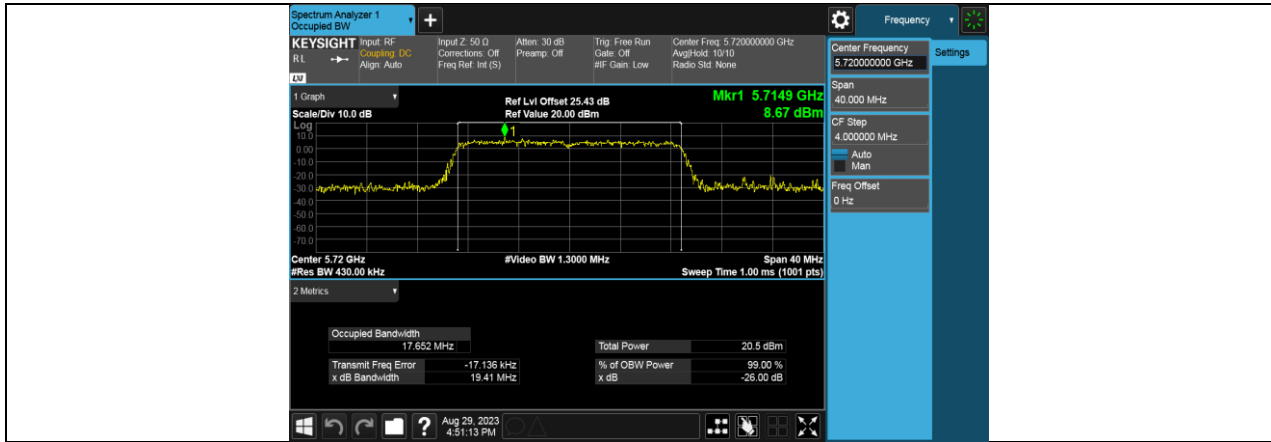 Spectrum Analyzer 1
Occupied BW
Frequency
KEYSIGHT
RL
LXI
Input: RF
Coupling: DC
Align: Auto
Input Z: 50 Ω
Corrections: Off
Freq Ref: Int (S)
Atten: 30 dB
Preamp: Off
Trig: Free Run
Gate: Off
#IF Gain: Low
Center Freq: 5.720000000 GHz
Avg|Hold: 10/10
Radio Std: None
Center Frequency
5.720000000 GHz
Settings
Span
40.000 MHz
CF Step
4.000000 MHz
Auto
Man
Freq Offset
0 Hz
1 Graph
Scale/Div 10.0 dB
Ref Lvl Offset 25.43 dB
Ref Value 20.00 dBm
Mkr1 5.7149 GHz
8.67 dBm
Log
10.0
0.00
-10.0
-20.0
-30.0
-40.0
-50.0
-60.0
-70.0
1
Center 5.72 GHz
#Res BW 430.00 kHz
#Video BW 1.3000 MHz
Span 40 MHz
Sweep Time 1.00 ms (1001 pts)
2 Metrics
Occupied Bandwidth
17.652 MHz
Total Power 20.5 dBm
Transmit Freq Error -17.136 kHz
% of OBW Power 99.00 %
x dB Bandwidth 19.41 MHz
x dB -26.00 dB
?
Aug 29, 2023
4:51:13 PM